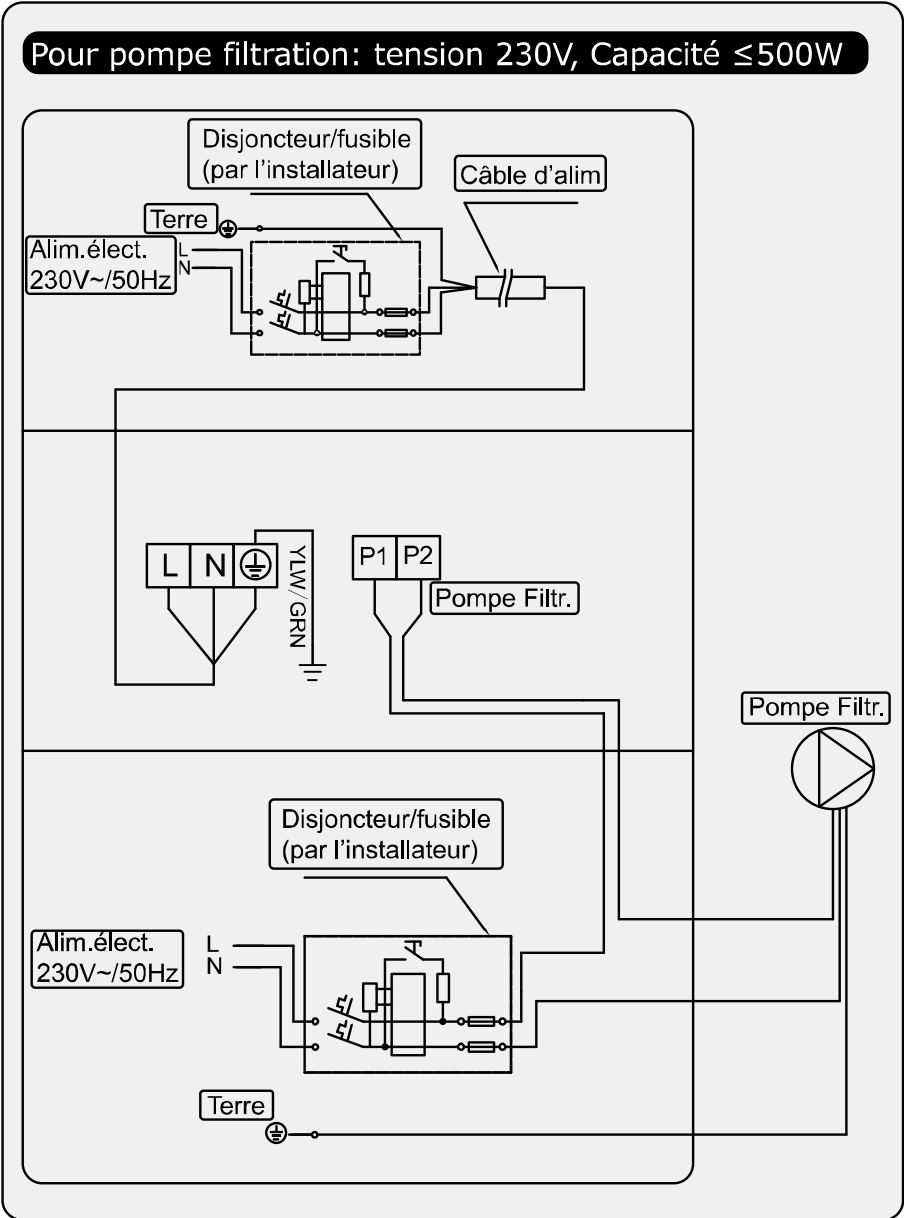 Pour pompe filtration: tension 230V, Capacité ≤500W
Disjoncteur/fusible
(par l'installateur)
Câble d'alim
Terre
Alim.élect.
230V~/50Hz
L
N
L N
YLW/GRN
P1 P2
Pompe Filtr.
Pompe Filtr.
Disjoncteur/fusible
(par l'installateur)
Alim.élect.
230V~/50Hz
L
N
Terre